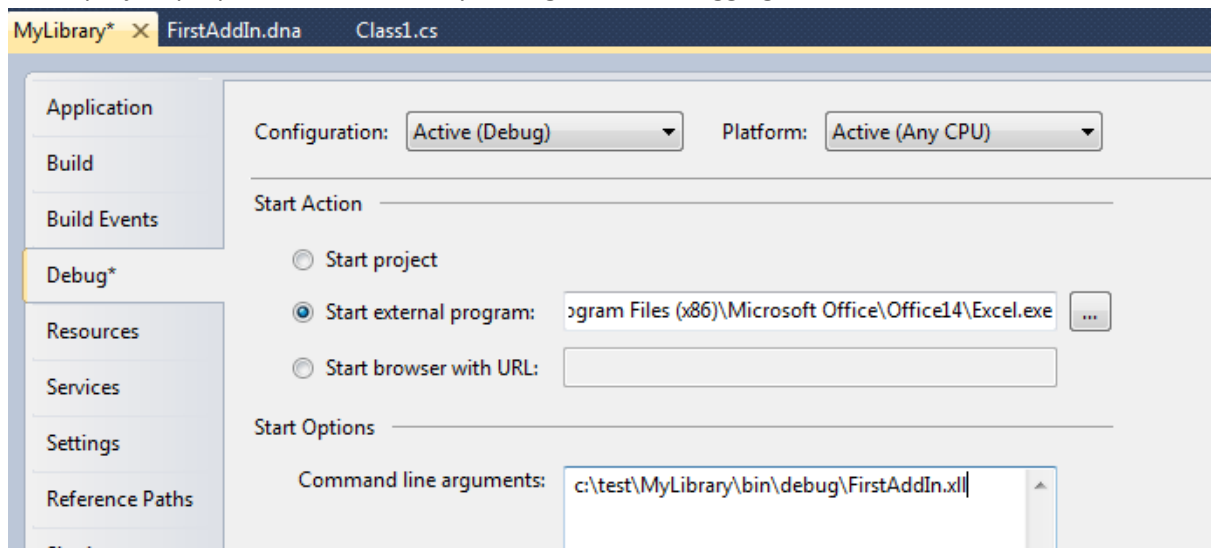 MyLibrary* FirstAddIn.dna Class1.cs
Application
Configuration: Active (Debug) Platform: Active (Any CPU)
Build
Start Action
Build Events
Start project
Debug*
Start external program: ogram Files (x86)\Microsoft Office\Office14\Excel.exe ...
Resources
Start browser with URL:
Services
Start Options
Settings
Command line arguments: c:\test\MyLibrary\bin\debug\FirstAddIn.xll
Reference Paths